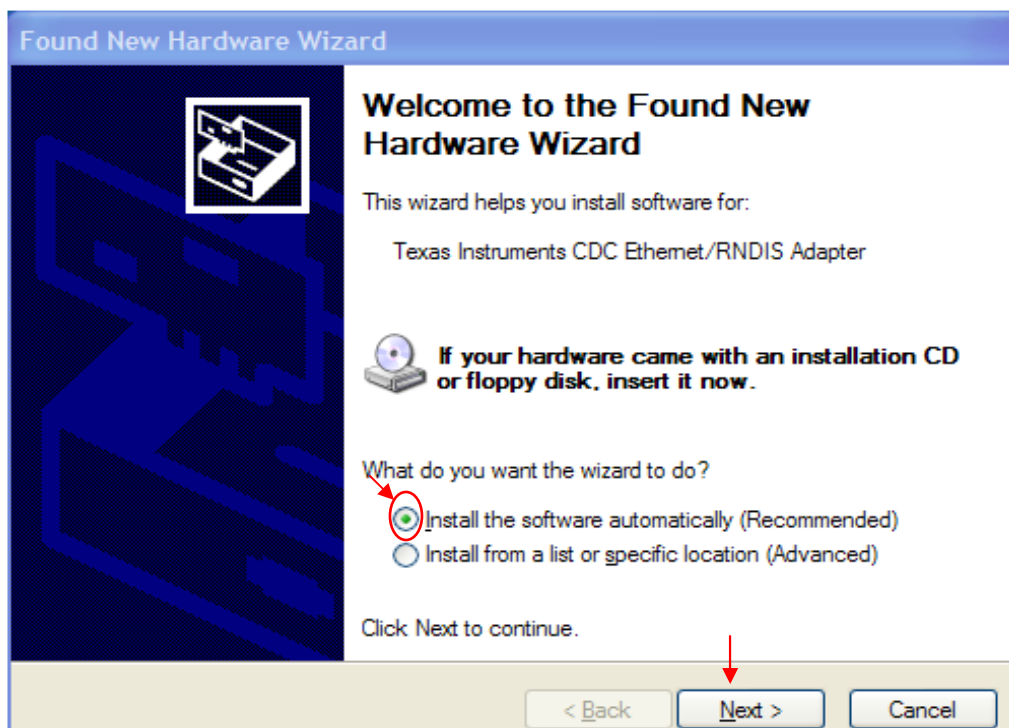 Found New Hardware Wizard
Welcome to the Found New
Hardware Wizard
This wizard helps you install software for:
Texas Instruments CDC Ethernet/RNDIS Adapter
If your hardware came with an installation CD
or floppy disk, insert it now.
What do you want the wizard to do?
Install the software automatically (Recommended)
Install from a list or specific location (Advanced)
Click Next to continue.
< Back
Next >
Cancel